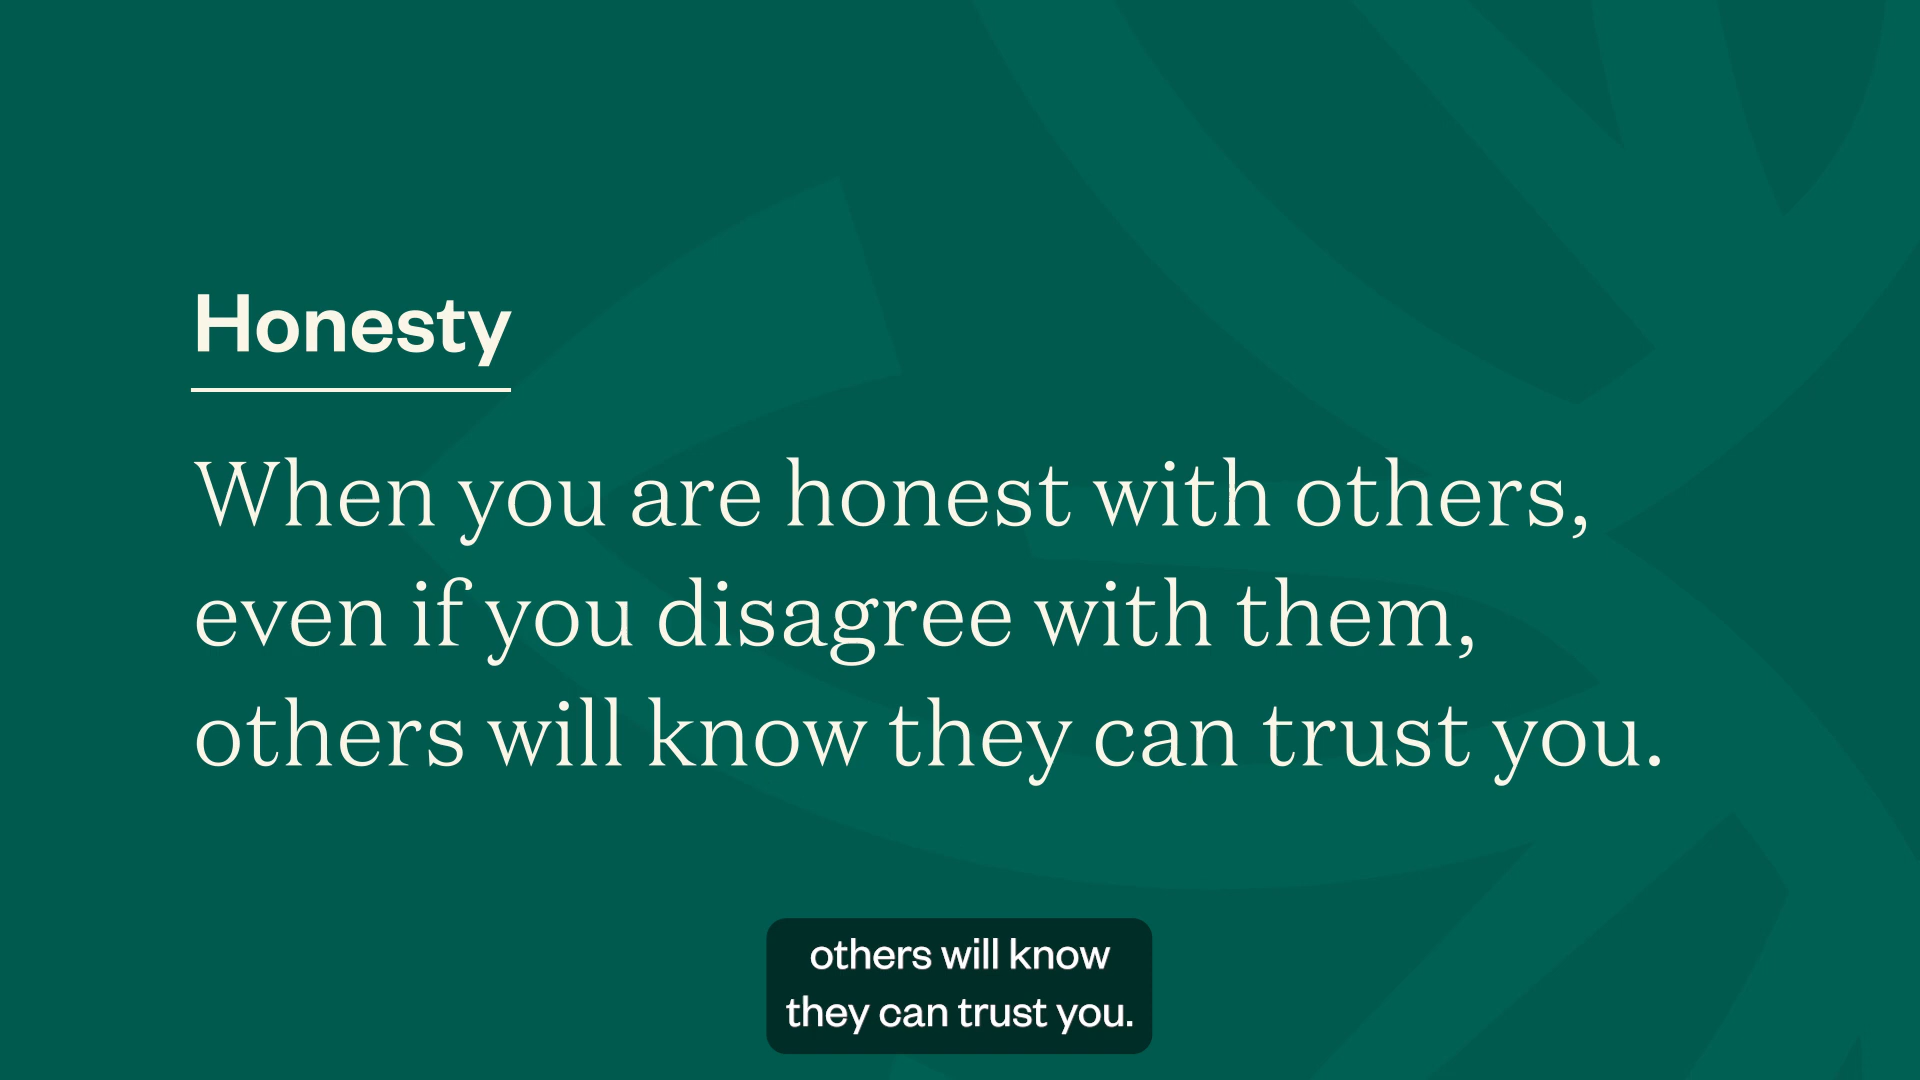 Honesty
When you are honest with others,
even if you disagree with them,
others will know they can trust you.
others will know
they can trust you.